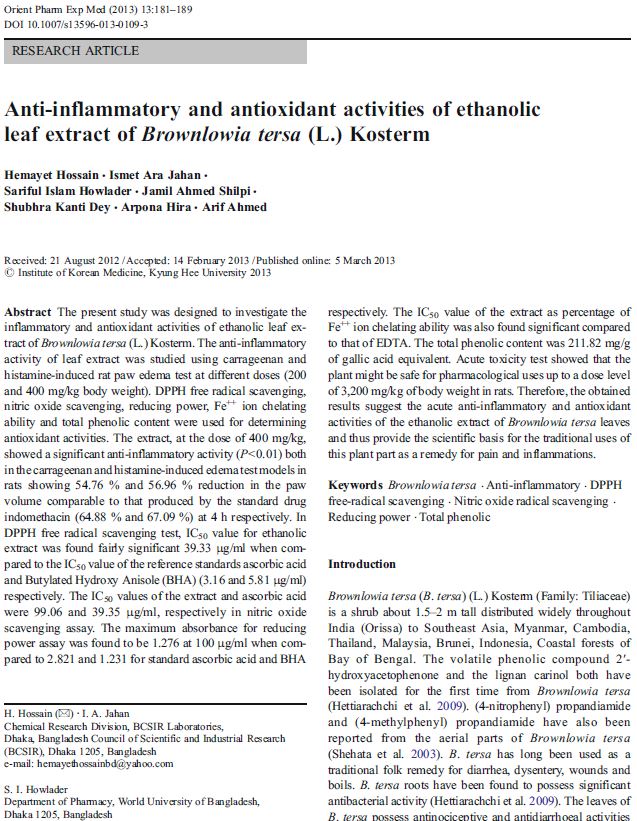 Orient Pharm Exp Med (2013) 13:181–189
DOI 10.1007/s13596-013-0109-3
RESEARCH ARTICLE
Anti-inflammatory and antioxidant activities of ethanolic
leaf extract of Brownlowia tersa (L.) Kosterm
Hemayet Hossain · Ismet Ara Jahan ·
Sariful Islam Howlader · Jamil Ahmed Shilpi ·
Shubhra Kanti Dey · Arpona Hira · Arif Ahmed
Received: 21 August 2012 / Accepted: 14 February 2013 / Published online: 5 March 2013
© Institute of Korean Medicine, Kyung Hee University 2013
Abstract The present study was designed to investigate the
inflammatory and antioxidant activities of ethanolic leaf ex-
tract of Brownlowia tersa (L.) Kosterm. The anti-inflammatory
activity of leaf extract was studied using carrageenan and
histamine-induced rat paw edema test at different doses (200
and 400 mg/kg body weight). DPPH free radical scavenging,
nitric oxide scavenging, reducing power, Fe++ ion chelating
ability and total phenolic content were used for determining
antioxidant activities. The extract, at the dose of 400 mg/kg,
showed a significant anti-inflammatory activity (P<0.01) both
in the carrageenan and histamine-induced edema test models in
rats showing 54.76 % and 56.96 % reduction in the paw
volume comparable to that produced by the standard drug
indomethacin (64.88 % and 67.09 %) at 4 h respectively. In
DPPH free radical scavenging test, IC50 value for ethanolic
extract was found fairly significant 39.33 μg/ml when com-
pared to the IC50 value of the reference standards ascorbic acid
and Butylated Hydroxy Anisole (BHA) (3.16 and 5.81 μg/ml)
respectively. The IC50 values of the extract and ascorbic acid
were 99.06 and 39.35 μg/ml, respectively in nitric oxide
scavenging assay. The maximum absorbance for reducing
power assay was found to be 1.276 at 100 μg/ml when com-
pared to 2.821 and 1.231 for standard ascorbic acid and BHA
respectively. The IC50 value of the extract as percentage of
Fe++ ion chelating ability was also found significant compared
to that of EDTA. The total phenolic content was 211.82 mg/g
of gallic acid equivalent. Acute toxicity test showed that the
plant might be safe for pharmacological uses up to a dose level
of 3,200 mg/kg of body weight in rats. Therefore, the obtained
results suggest the acute anti-inflammatory and antioxidant
activities of the ethanolic extract of Brownlowia tersa leaves
and thus provide the scientific basis for the traditional uses of
this plant part as a remedy for pain and inflammations.
Keywords Brownlowia tersa · Anti-inflammatory · DPPH
free-radical scavenging · Nitric oxide radical scavenging ·
Reducing power · Total phenolic
Introduction
Brownlowia tersa (B. tersa) (L.) Kosterm (Family: Tiliaceae)
is a shrub about 1.5–2 m tall distributed widely throughout
India (Orissa) to Southeast Asia, Myanmar, Cambodia,
Thailand, Malaysia, Brunei, Indonesia, Coastal forests of
Bay of Bengal. The volatile phenolic compound 2′-
hydroxyacetophenone and the lignan carinol both have
been isolated for the first time from Brownlowia tersa
(Hettiarachchi et al. 2009). (4-nitrophenyl) propandiamide
and (4-methylphenyl) propandiamide have also been
reported from the aerial parts of Brownlowia tersa
(Shehata et al. 2003). B. tersa has long been used as a
traditional folk remedy for diarrhea, dysentery, wounds and
boils. B. tersa roots have been found to possess significant
antibacterial activity (Hettiarachchi et al. 2009). The leaves of
B. tersa possess antinociceptive and antidiarrhoeal activities
H. Hossain (✉) · I. A. Jahan
Chemical Research Division, BCSIR Laboratories,
Dhaka, Bangladesh Council of Scientific and Industrial Research
(BCSIR), Dhaka 1205, Bangladesh
e-mail: hemayethossainbd@yahoo.com
S. I. Howlader
Department of Pharmacy, World University of Bangladesh,
Dhaka 1205, Bangladesh